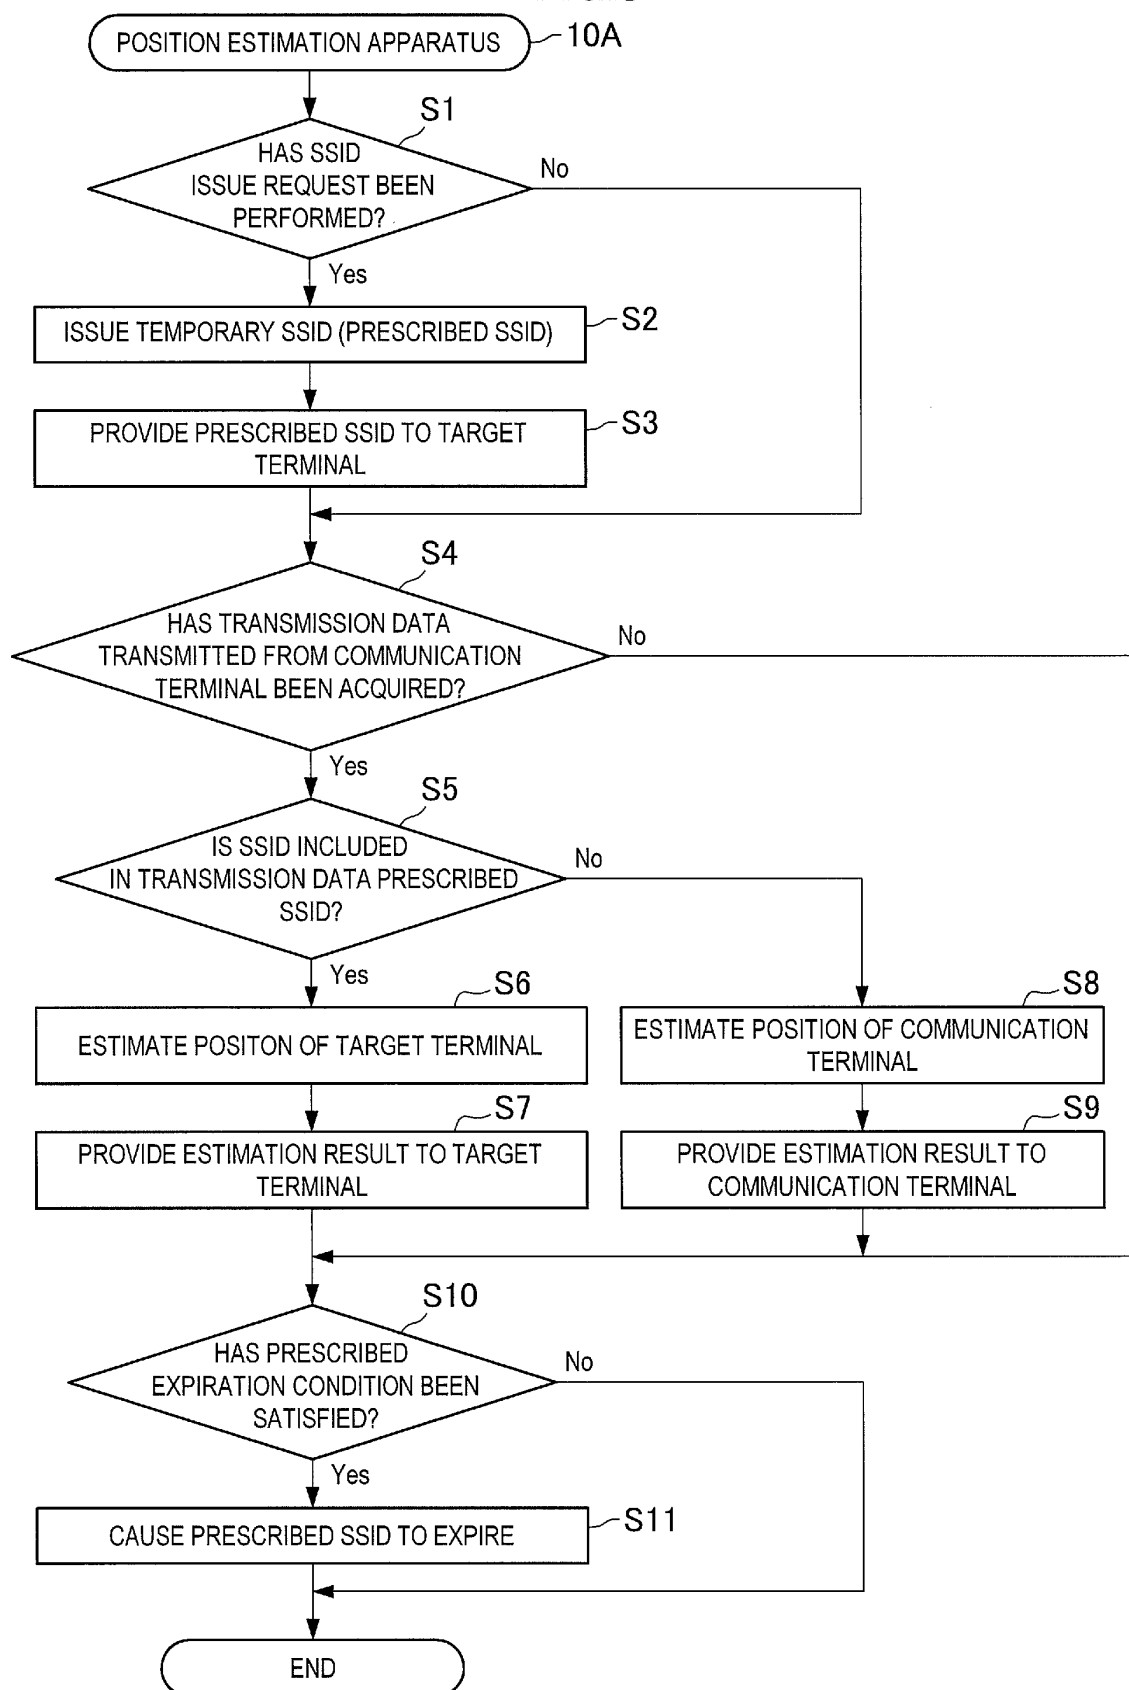 POSITION ESTIMATION APPARATUS
10A
S1
HAS SSID
ISSUE REQUEST BEEN
PERFORMED?
No
Yes
ISSUE TEMPORARY SSID (PRESCRIBED SSID)
S2
PROVIDE PRESCRIBED SSID TO TARGET
TERMINAL
S3
S4
HAS TRANSMISSION DATA
TRANSMITTED FROM COMMUNICATION
TERMINAL BEEN ACQUIRED?
No
Yes
S5
IS SSID INCLUDED
IN TRANSMISSION DATA PRESCRIBED
SSID?
No
Yes
S6
ESTIMATE POSITON OF TARGET TERMINAL
S8
ESTIMATE POSITION OF COMMUNICATION
TERMINAL
S7
PROVIDE ESTIMATION RESULT TO TARGET
TERMINAL
S9
PROVIDE ESTIMATION RESULT TO
COMMUNICATION TERMINAL
S10
HAS PRESCRIBED
EXPIRATION CONDITION BEEN
SATISFIED?
No
Yes
CAUSE PRESCRIBED SSID TO EXPIRE
S11
END